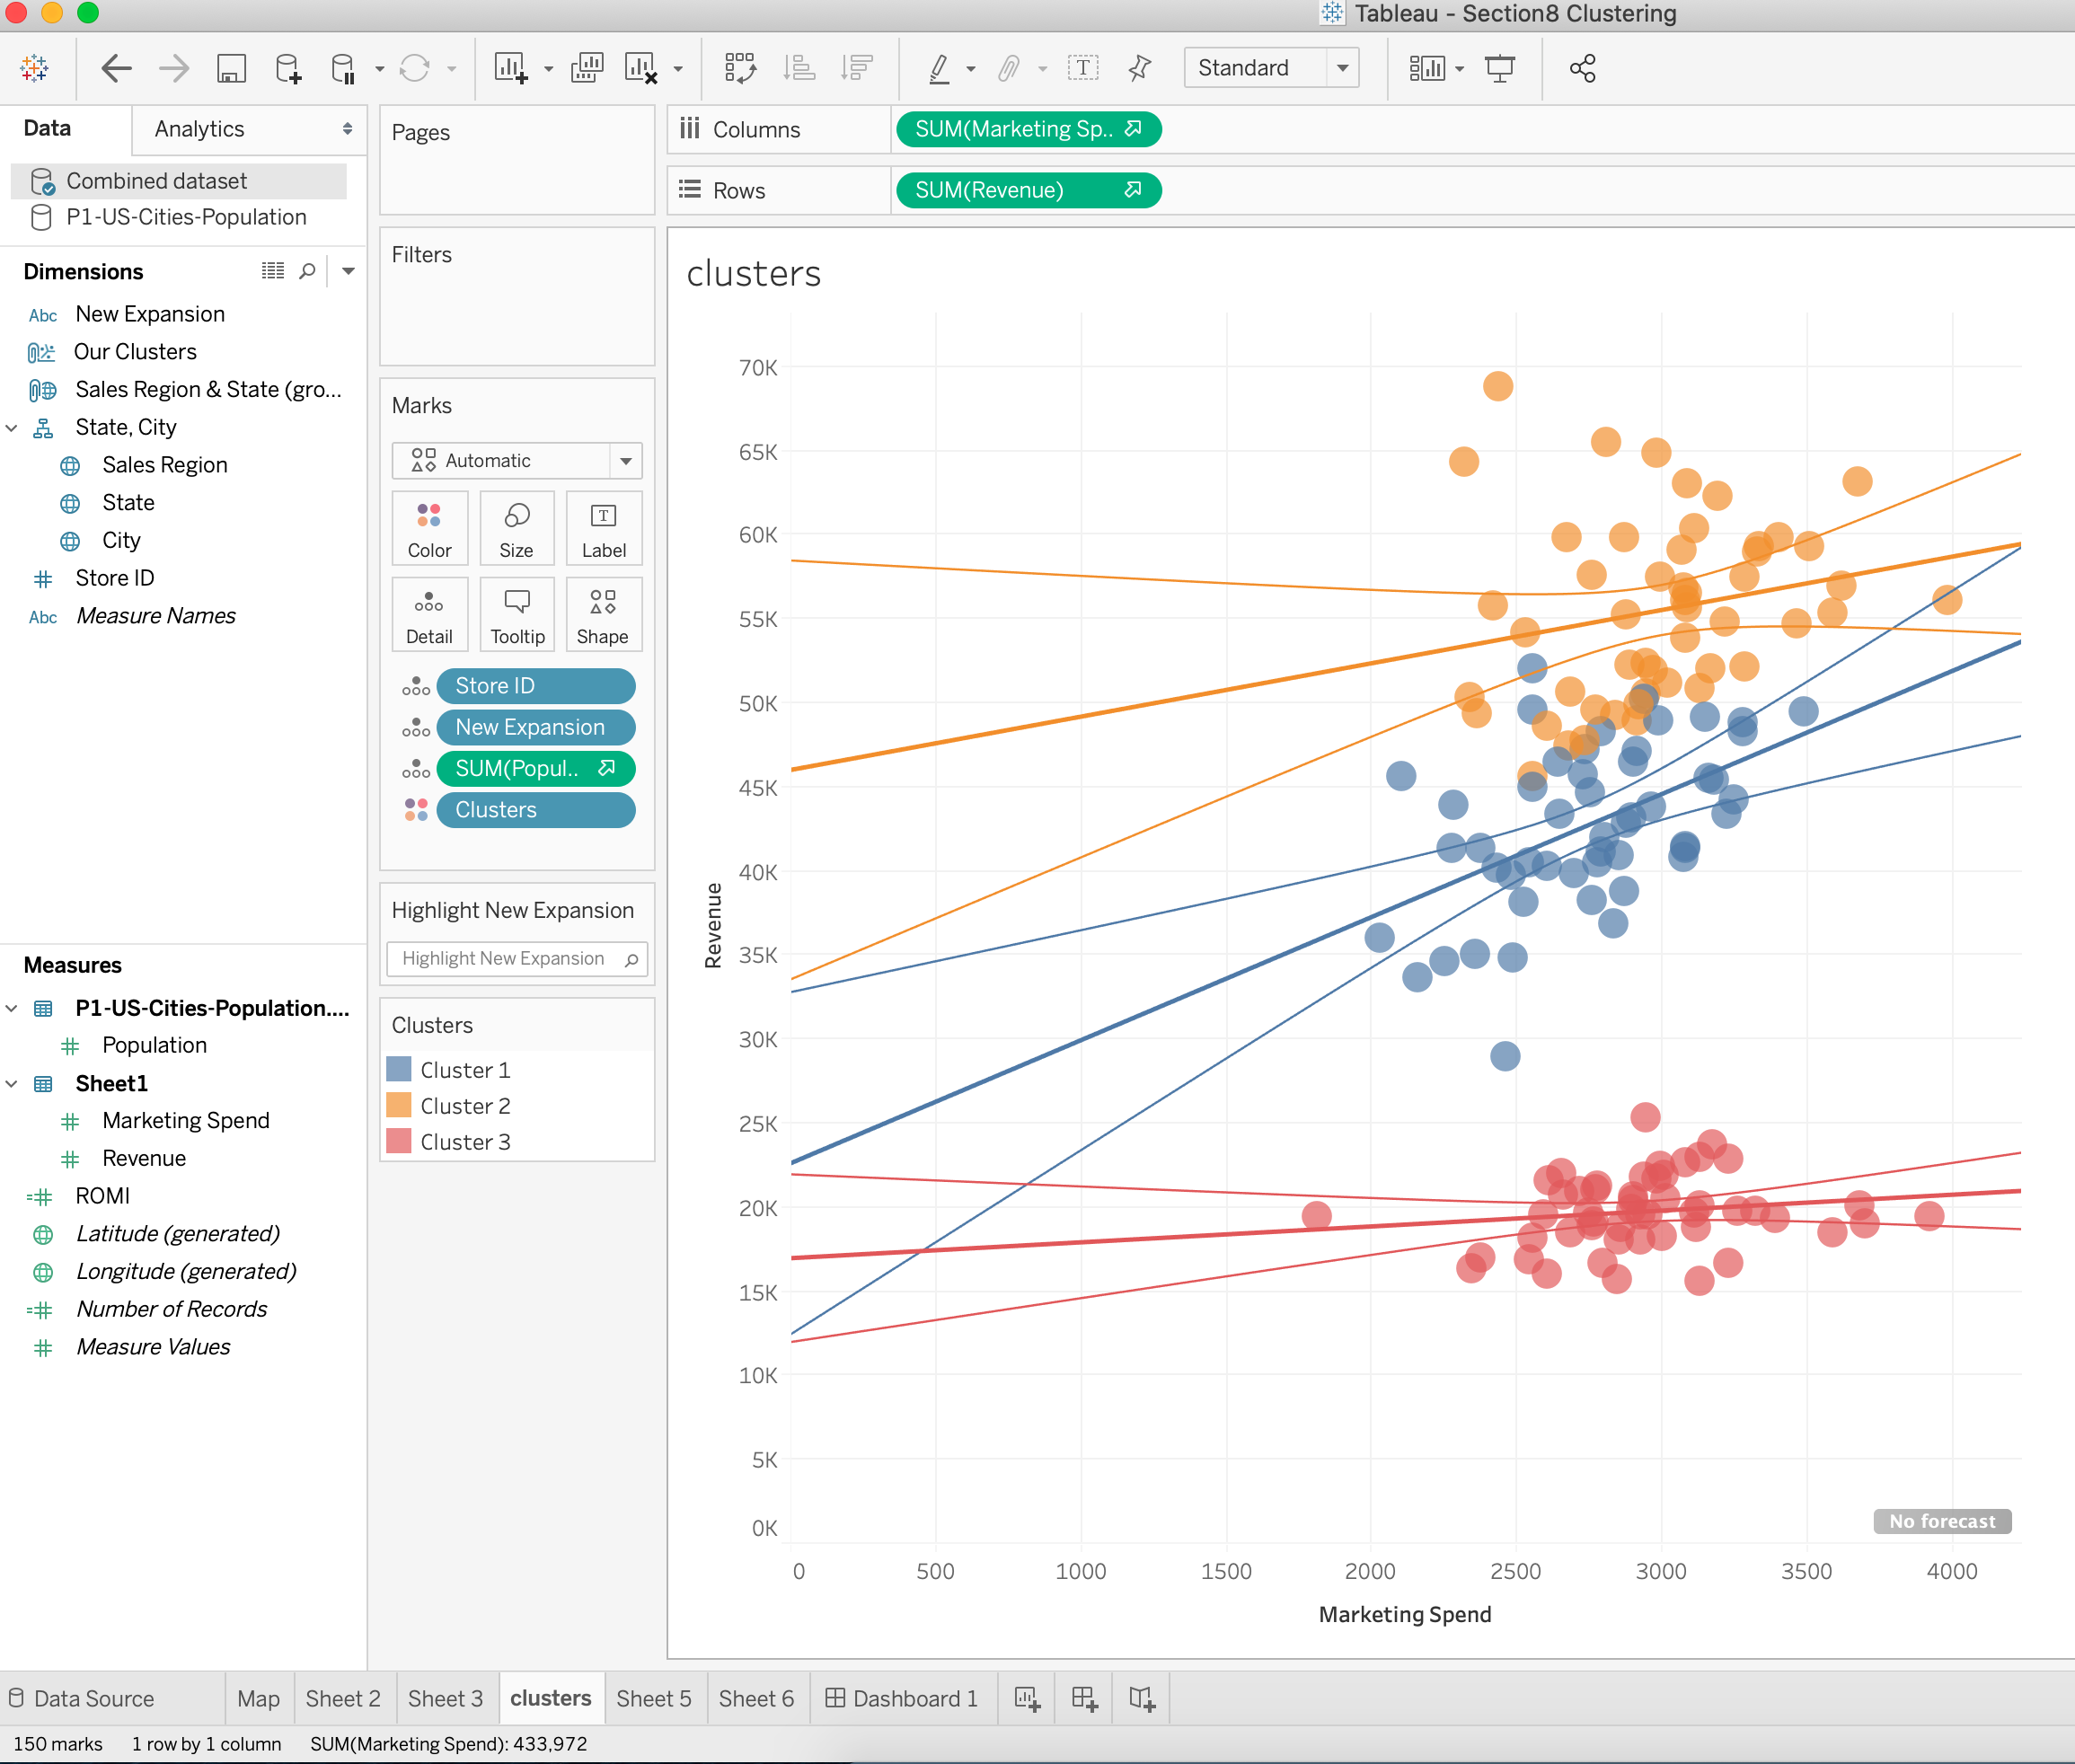 Tableau - Section8 Clustering
Standard
Data
Analytics
Combined dataset
P1-US-Cities-Population
Dimensions
Abc New Expansion
Our Clusters
Sales Region & State (gro...
State, City
Sales Region
State
City
Store ID
Abc Measure Names
Measures
P1-US-Cities-Population....
Population
Sheet1
Marketing Spend
Revenue
ROMI
Latitude (generated)
Longitude (generated)
Number of Records
Measure Values
Pages
Filters
Marks
Automatic
Color Size Label
Detail Tooltip Shape
Store ID
New Expansion
SUM(Popul..
Clusters
Highlight New Expansion
Highlight New Expansion
Clusters
Cluster 1
Cluster 2
Cluster 3
Columns SUM(Marketing Sp..
Rows SUM(Revenue)
clusters
70K
65K
60K
55K
50K
45K
40K
35K
30K
25K
20K
15K
10K
5K
0K
Revenue
No forecast
0 500 1000 1500 2000 2500 3000 3500 4000
Marketing Spend
Data Source Map Sheet 2 Sheet 3 clusters Sheet 5 Sheet 6 Dashboard 1
150 marks 1 row by 1 column SUM(Marketing Spend): 433,972